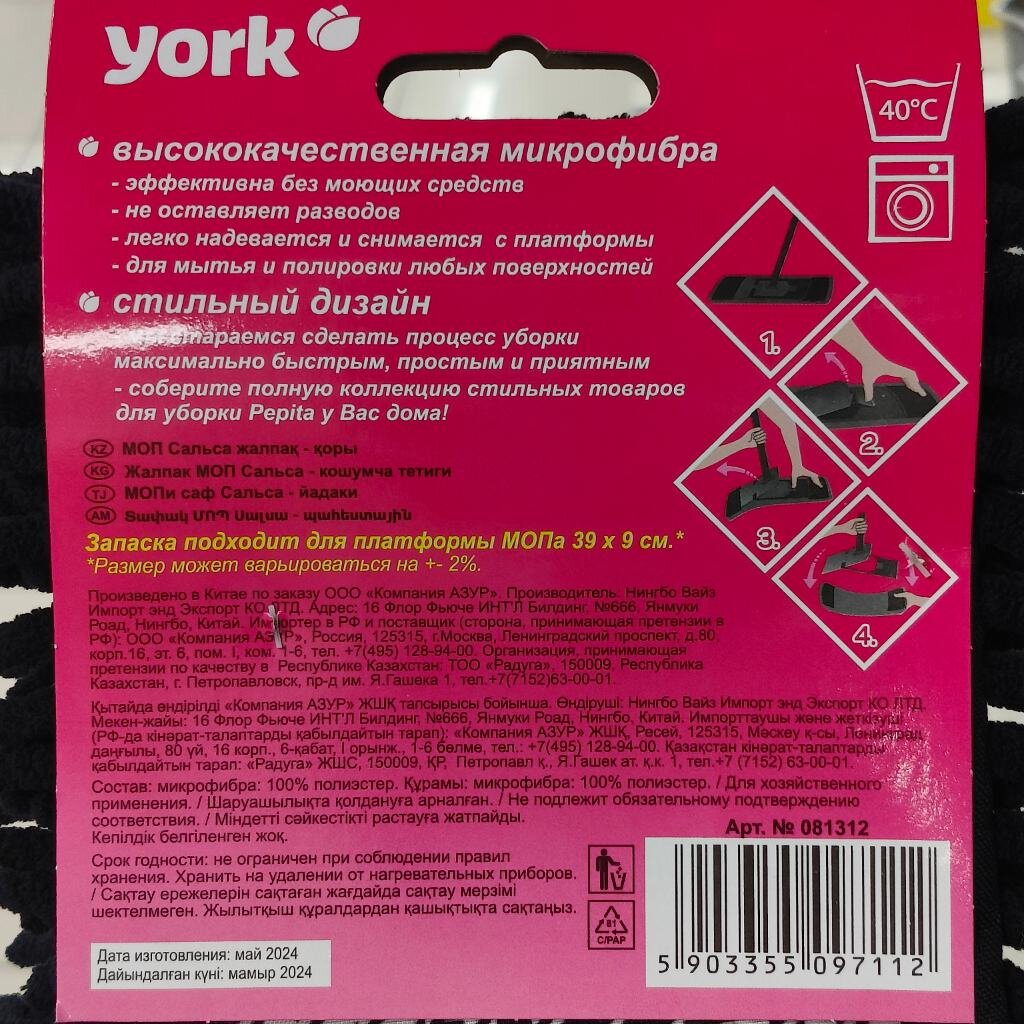 york
40°C
высококачественная микрофибра
- эффективна без моющих средств
- не оставляет разводов
- легко надевается и снимается с платформы
- для мытья и полировки любых поверхностей
стильный дизайн
стараемся сделать процесс уборки
максимально быстрым, простым и приятным
- соберите полную коллекцию стильных товаров
для уборки Pepita у Вас дома!
1.
2.
3.
4.
KZ МОП Сальса жалпақ - қоры
KG Жалпак МОП Сальса - кошумча тетиги
TJ МОПи саф Сальса - йадаки
AM Տափակ ՄՈՊ Սալսա - պահեստային
Запаска подходит для платформы МОПа 39 x 9 см.*
*Размер может варьироваться на +- 2%.
Произведено в Китае по заказу ООО «Компания АЗУР». Производитель: Нингбо Вайз
Импорт энд Экспорт КО ЛТД. Адрес: 16 Флор Фьюче ИНТ'Л Билдинг, №666, Янмуки
Роад, Нингбо, Китай. Импортер в РФ и поставщик (сторона, принимающая претензии в
РФ): ООО «Компания АЗУР», Россия, 125315, г.Москва, Ленинградский проспект, д.80,
корп.16, эт. 6, пом. I, ком. 1-6, тел. +7(495) 128-94-00. Организация, принимающая
претензии по качеству в Республике Казахстан: ТОО «Радуга», 150009, Республика
Казахстан, г. Петропавловск, пр-д им. Я.Гашека 1, тел.+7(7152)63-00-01.
Қытайда өндірілді «Компания АЗУР» ЖШҚ тапсырысы бойынша. Өндіруші: Нингбо Вайз Импорт энд Экспорт КО ЛТД.
Мекен-жайы: 16 Флор Фьюче ИНТ'Л Билдинг, №666, Янмуки Роад, Нингбо, Китай. Импорттаушы және жеткізуші
(РФ-да кінәрат-талаптарды қабылдайтын тарап): «Компания АЗУР» ЖШҚ, Ресей, 125315, Мәскеу қ-сы, Ленинград
даңғылы, 80 үй, 16 корп., 6-қабат, I орынж., 1-6 бөлме, тел.: +7(495) 128-94-00. Қазақстан кінәрат-талаптарды
қабылдайтын тарап: «Радуга» ЖШС, 150009, ҚР, Петропавл қ., Я.Гашек ат. қ.к. 1, тел.+7 (7152) 63-00-01.
Состав: микрофибра: 100% полиэстер. Құрамы: микрофибра: 100% полиэстер. / Для хозяйственного
применения. / Шаруашылықта қолдануға арналған. / Не подлежит обязательному подтверждению
соответствия. / Міндетті сәйкестікті растауға жатпайды.
Кепілдік белгіленген жоқ.
Срок годности: не ограничен при соблюдении правил
хранения. Хранить на удалении от нагревательных приборов.
/ Сақтау ережелерін сақтаған жағдайда сақтау мерзімі
шектелмеген. Жылытқыш құралдардан қашықтықта сақтаңыз.
Арт. № 081312
81
C/PAP
5 903355 097112
Дата изготовления: май 2024
Дайындалған күні: мамыр 2024